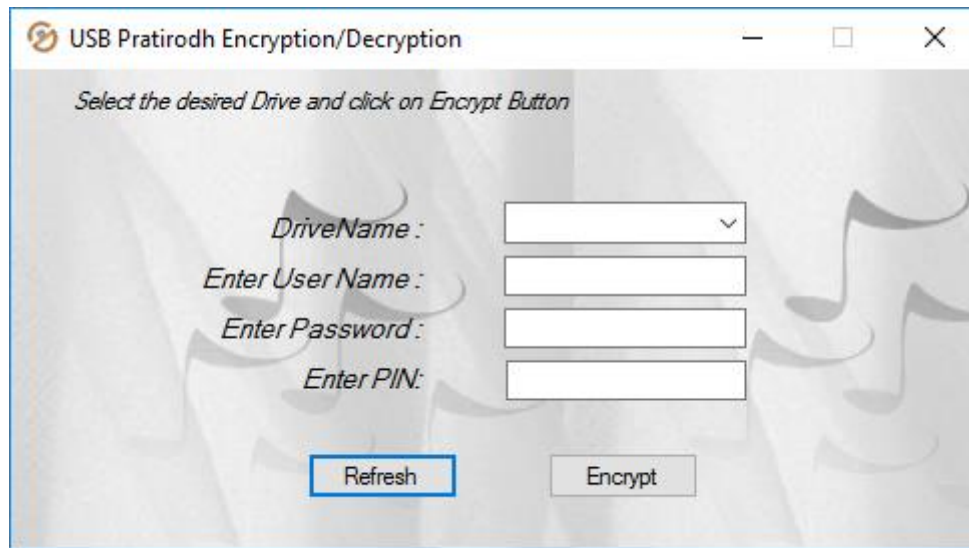 USB Pratirodh Encryption/Decryption
Select the desired Drive and click on Encrypt Button
DriveName :
Enter User Name :
Enter Password :
Enter PIN:
Refresh Encrypt